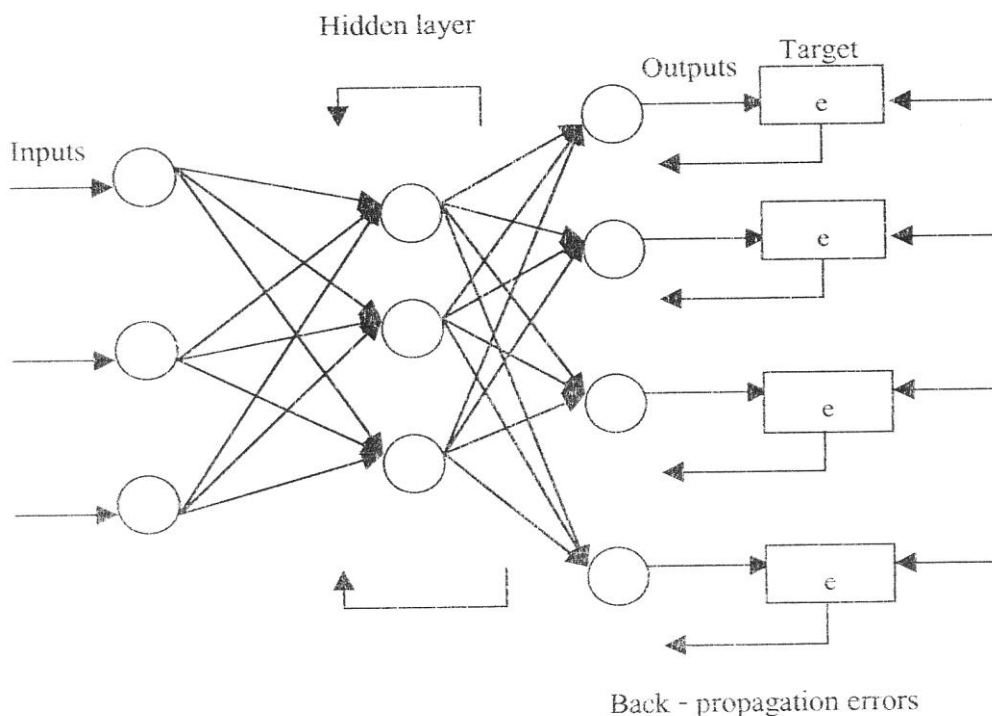 Hidden layer
Inputs
Outputs
Target
e
e
e
e
Back - propagation errors